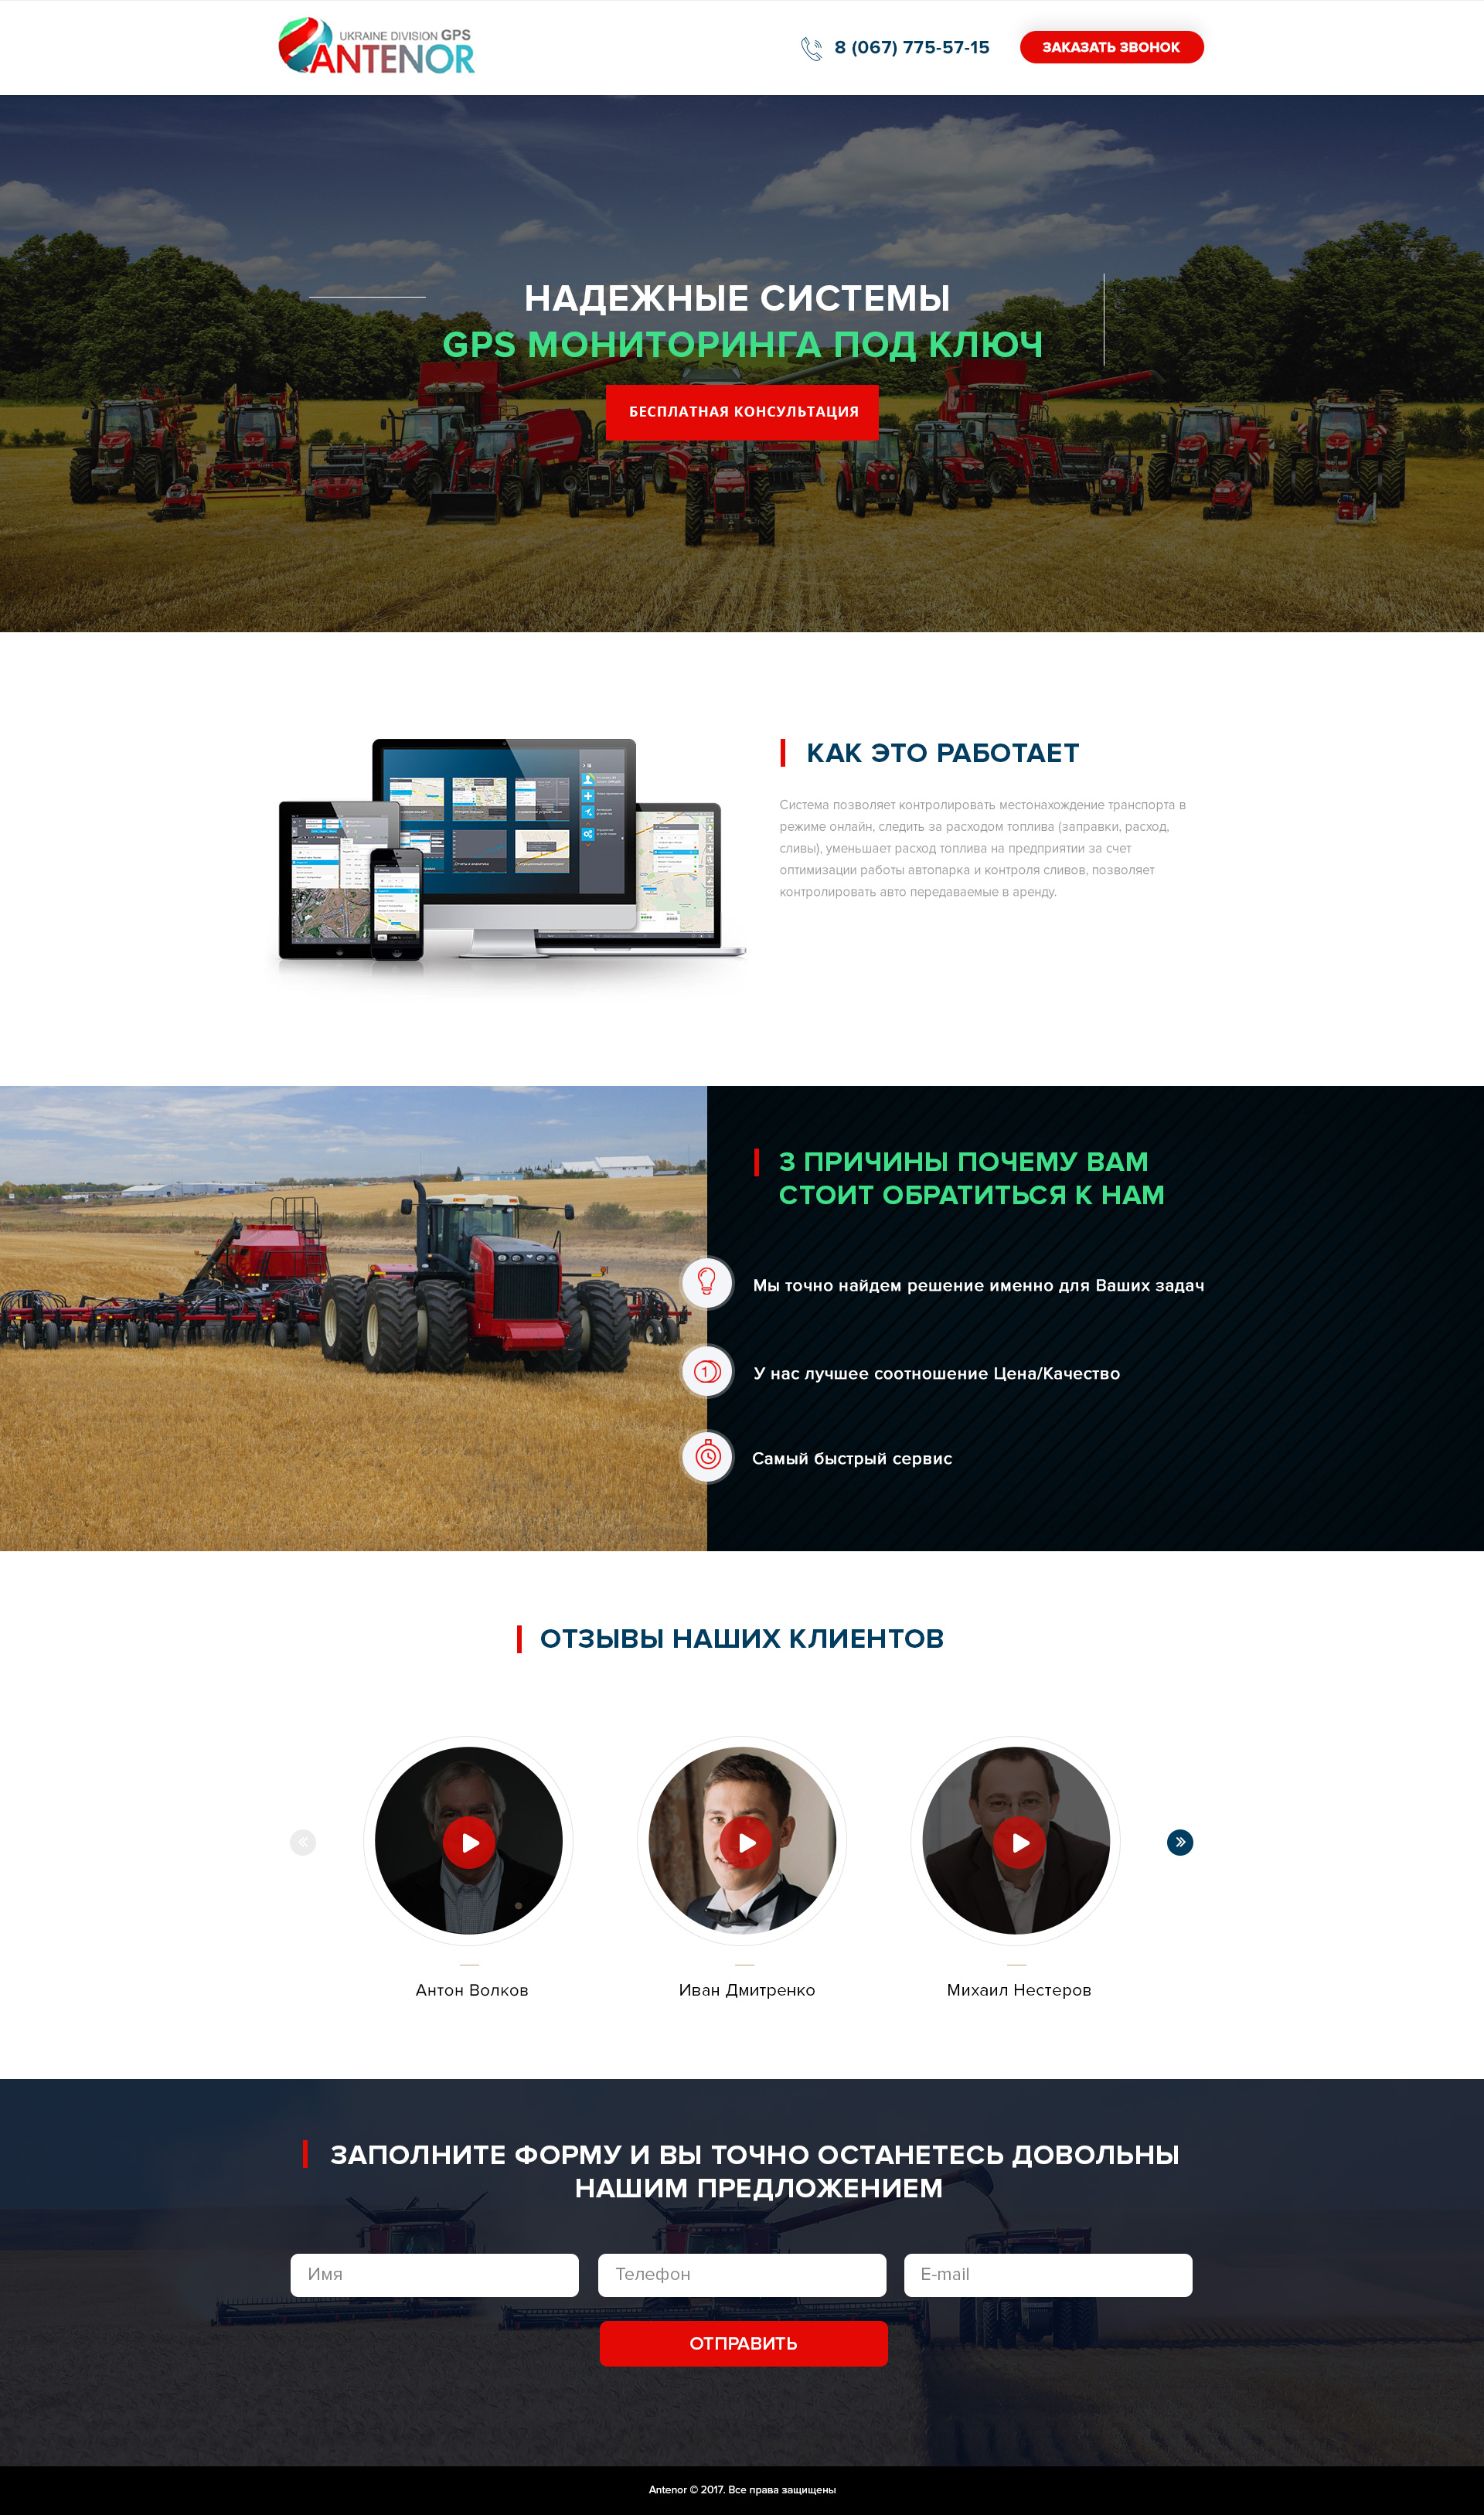 UKRAINE DIVISION GPS
ANTENOR
8 (067) 775-57-15
ЗАКАЗАТЬ ЗВОНОК
НАДЕЖНЫЕ СИСТЕМЫ
GPS МОНИТОРИНГА ПОД КЛЮЧ
БЕСПЛАТНАЯ КОНСУЛЬТАЦИЯ
КАК ЭТО РАБОТАЕТ
Система позволяет контролировать местонахождение транспорта в
режиме онлайн, следить за расходом топлива (заправки, расход,
сливы), уменьшает расход топлива на предприятии за счет
оптимизации работы автопарка и контроля сливов, позволяет
контролировать авто передаваемые в аренду.
3 ПРИЧИНЫ ПОЧЕМУ ВАМ
СТОИТ ОБРАТИТЬСЯ К НАМ
Мы точно найдем решение именно для Ваших задач
1
У нас лучшее соотношение Цена/Качество
Самый быстрый сервис
ОТЗЫВЫ НАШИХ КЛИЕНТОВ
Антон Волков
Иван Дмитренко
Михаил Нестеров
ЗАПОЛНИТЕ ФОРМУ И ВЫ ТОЧНО ОСТАНЕТЕСЬ ДОВОЛЬНЫ
НАШИМ ПРЕДЛОЖЕНИЕМ
Имя
Телефон
E-mail
ОТПРАВИТЬ
Antenor © 2017. Все права защищены